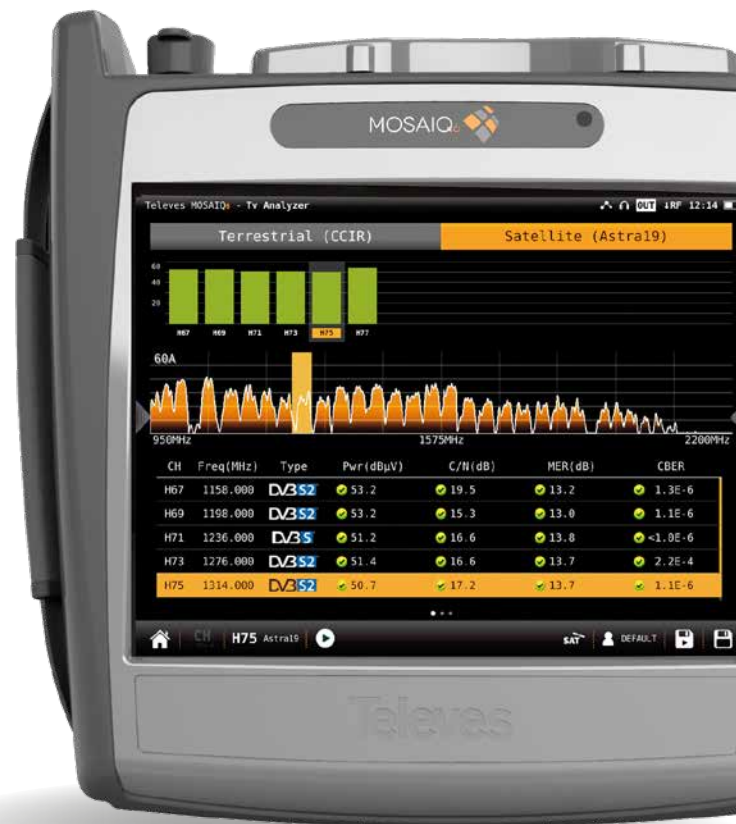 MOSAIQ6
Televes MOSAIQ6 - Tv Analyzer OUT ↓RF 12:14
Terrestrial (CCIR) Satellite (Astra19)
60
40
20
H67 H69 H71 H73 H75 H77
60A
950MHz 1575MHz 2200MHz
CH Freq(MHz) Type Pwr(dBµV) C/N(dB) MER(dB) CBER
H67 1158.000 DVB S2 53.2 19.5 13.2 1.3E-6
H69 1198.000 DVB S2 53.2 15.3 13.0 1.1E-6
H71 1236.000 DVB S 51.2 16.6 13.8 <1.0E-6
H73 1276.000 DVB S2 51.4 16.6 13.7 2.2E-4
H75 1314.000 DVB S2 50.7 17.2 13.7 1.1E-6
CH H75 Astra19 SAT DEFAULT
Televes